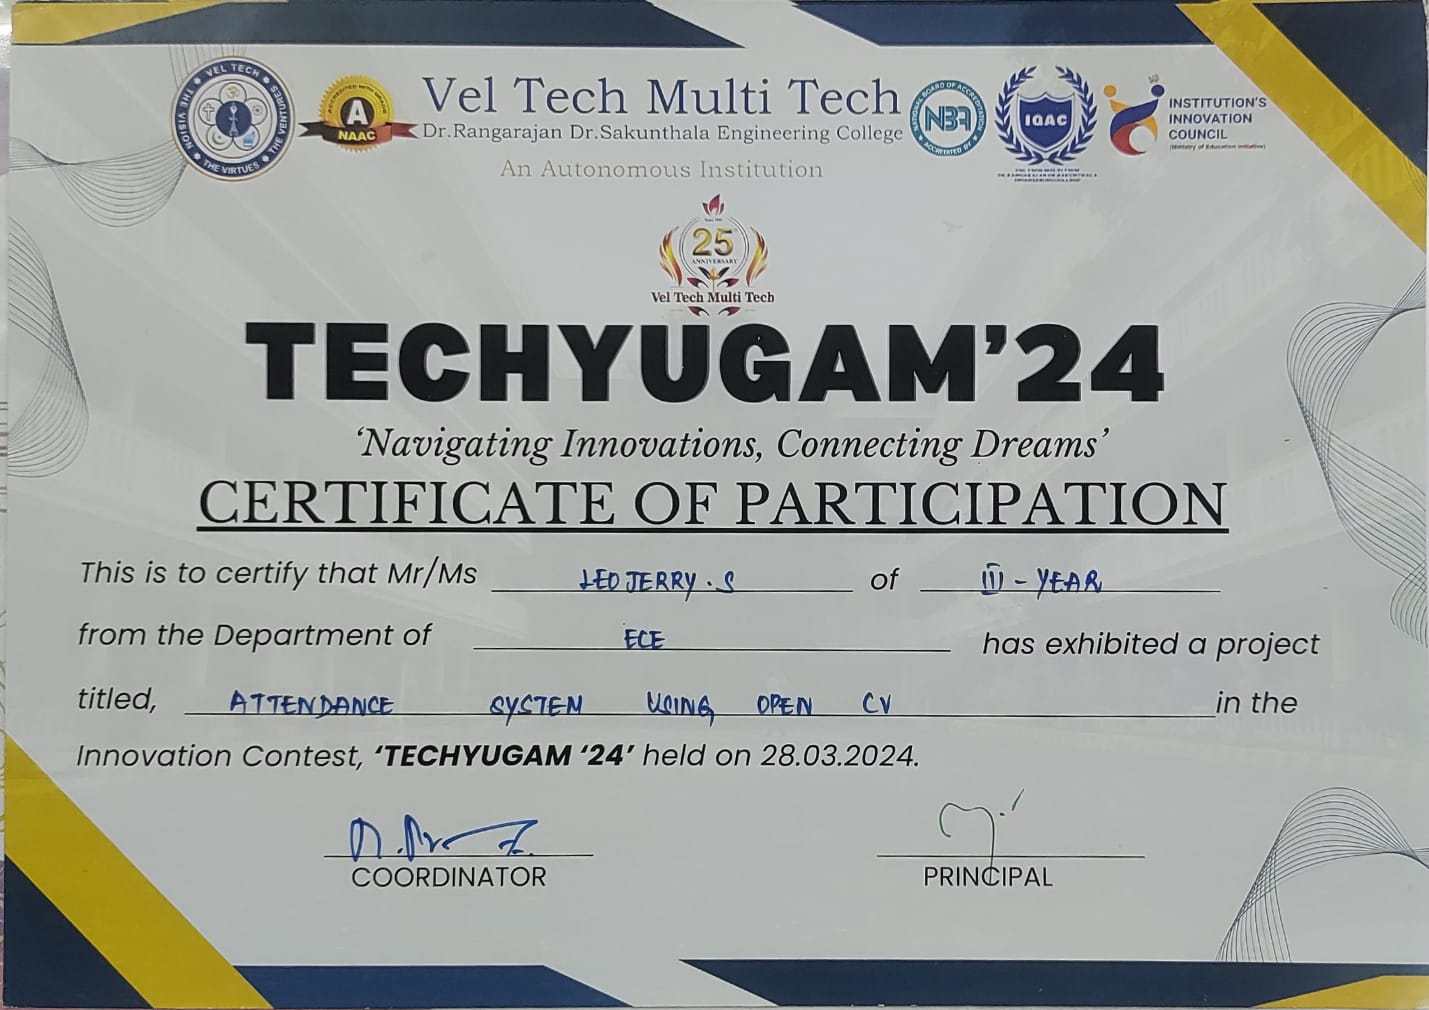 VEL TECH
THE VISION
THE VENTURES
THE VIRTUES
ACCREDITED WITH GRADE
A
NAAC
Vel Tech Multi Tech
Dr.Rangarajan Dr.Sakunthala Engineering College
An Autonomous Institution
NATIONAL BOARD OF ACCREDITATION
NBA
ACCREDITED BY
IQAC
INSTITUTION'S
INNOVATION
COUNCIL
(Ministry of Education Initiative)
25
ANNIVERSARY
Vel Tech Multi Tech
TECHYUGAM’24
‘Navigating Innovations, Connecting Dreams’
CERTIFICATE OF PARTICIPATION
This is to certify that Mr/Ms LEO JERRY . S of III - YEAR
from the Department of ECE has exhibited a project
titled, ATTENDANCE SYSTEM USING OPEN CV in the
Innovation Contest, ‘TECHYUGAM ‘24’ held on 28.03.2024.
COORDINATOR PRINCIPAL